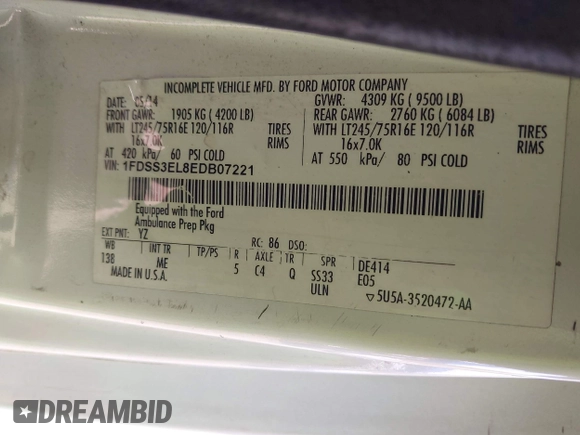 INCOMPLETE VEHICLE MFD. BY FORD MOTOR COMPANY
DATE: 05/14 GVWR: 4309 KG ( 9500 LB)
FRONT GAWR: 1905 KG ( 4200 LB) REAR GAWR: 2760 KG ( 6084 LB)
WITH LT245/75R16E 120/116R TIRES WITH LT245/75R16E 120/116R TIRES
16x7.0K RIMS 16x7.0K RIMS
AT 420 kPa/ 60 PSI COLD AT 550 kPa/ 80 PSI COLD
VIN: 1FDSS3EL8EDB07221
Equipped with the Ford
Ambulance Prep Pkg
EXT PNT: YZ RC: 86 DSO:
WB INT TR TP/PS R AXLE TR SPR DE414
138 ME 5 C4 Q SS33 E05
MADE IN U.S.A. ULN ▽5U5A-3520472-AA
DREAMBID